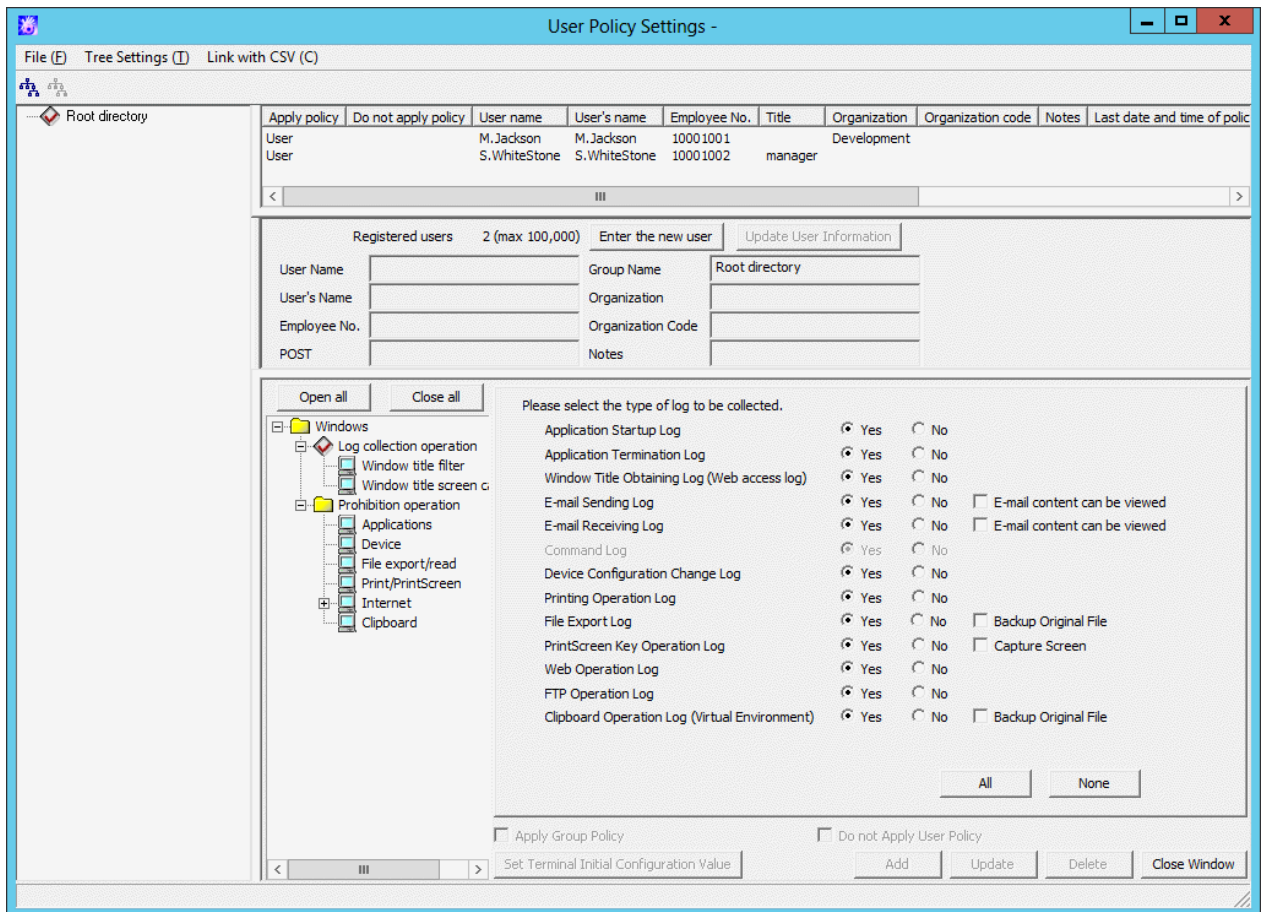 User Policy Settings -
File (F) Tree Settings (T) Link with CSV (C)
Root directory
Apply policy Do not apply policy User name User's name Employee No. Title Organization Organization code Notes Last date and time of polic
User M.Jackson M.Jackson 10001001 Development
User S.WhiteStone S.WhiteStone 10001002 manager
Registered users 2 (max 100,000) Enter the new user Update User Information
User Name Group Name Root directory
User's Name Organization
Employee No. Organization Code
POST Notes
Open all Close all
Windows
Log collection operation
Window title filter
Window title screen ca
Prohibition operation
Applications
Device
File export/read
Print/PrintScreen
Internet
Clipboard
Please select the type of log to be collected.
Application Startup Log Yes No
Application Termination Log Yes No
Window Title Obtaining Log (Web access log) Yes No
E-mail Sending Log Yes No E-mail content can be viewed
E-mail Receiving Log Yes No E-mail content can be viewed
Command Log Yes No
Device Configuration Change Log Yes No
Printing Operation Log Yes No
File Export Log Yes No Backup Original File
PrintScreen Key Operation Log Yes No Capture Screen
Web Operation Log Yes No
FTP Operation Log Yes No
Clipboard Operation Log (Virtual Environment) Yes No Backup Original File
All None
Apply Group Policy Do not Apply User Policy
Set Terminal Initial Configuration Value Add Update Delete Close Window